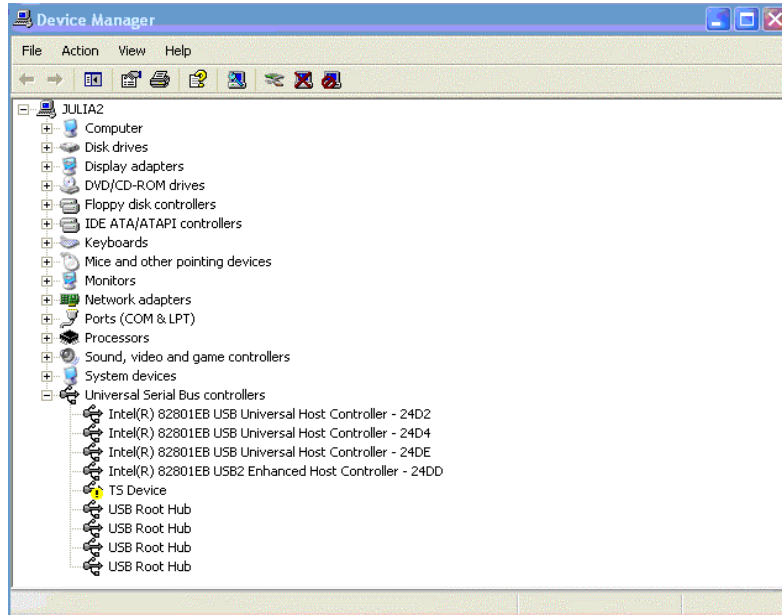 Device Manager
File Action View Help
JULIA2
Computer
Disk drives
Display adapters
DVD/CD-ROM drives
Floppy disk controllers
IDE ATA/ATAPI controllers
Keyboards
Mice and other pointing devices
Monitors
Network adapters
Ports (COM & LPT)
Processors
Sound, video and game controllers
System devices
Universal Serial Bus controllers
Intel(R) 82801EB USB Universal Host Controller - 24D2
Intel(R) 82801EB USB Universal Host Controller - 24D4
Intel(R) 82801EB USB Universal Host Controller - 24DE
Intel(R) 82801EB USB2 Enhanced Host Controller - 24DD
TS Device
USB Root Hub
USB Root Hub
USB Root Hub
USB Root Hub